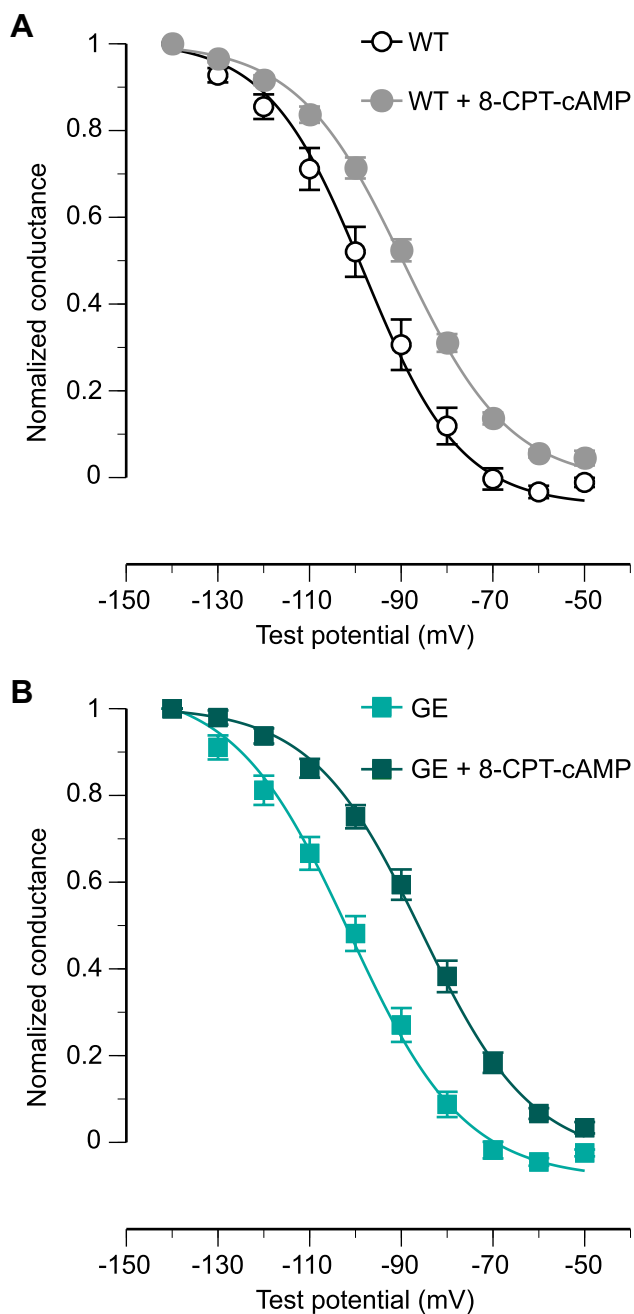 A
WT
WT + 8-CPT-cAMP
Nomalized conductance
1
0.8
0.6
0.4
0.2
0
-150 -130 -110 -90 -70 -50
Test potential (mV)
B
GE
GE + 8-CPT-cAMP
Nomalized conductance
1
0.8
0.6
0.4
0.2
0
-150 -130 -110 -90 -70 -50
Test potential (mV)